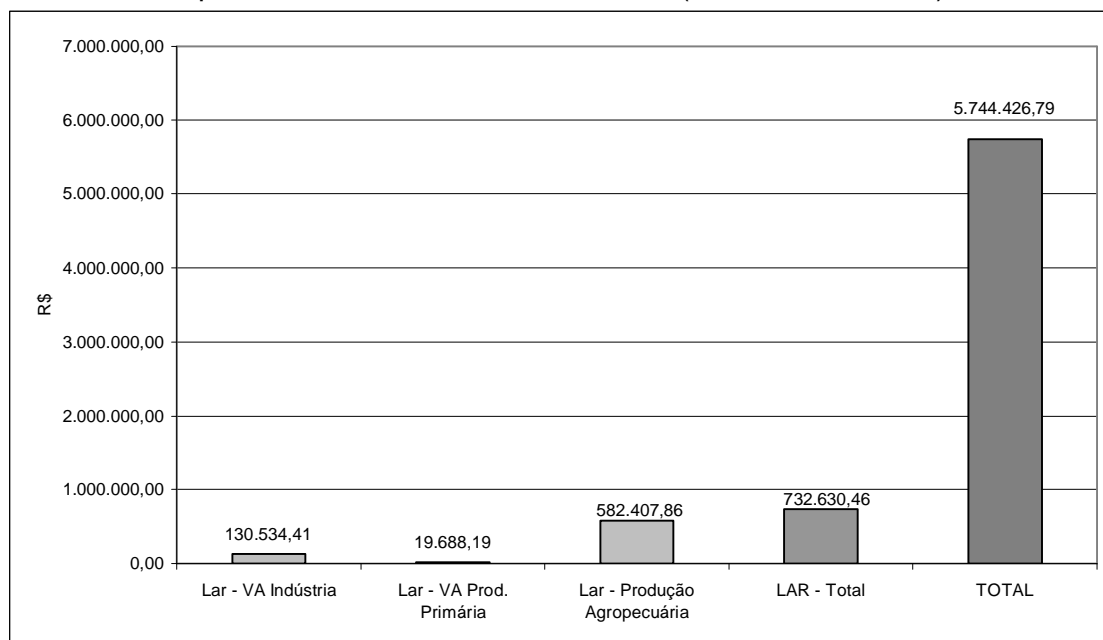 7.000.000,00
6.000.000,00
5.000.000,00
4.000.000,00
3.000.000,00
2.000.000,00
1.000.000,00
0,00
R$
130.534,41
19.688,19
582.407,86
732.630,46
5.744.426,79
Lar - VA Indústria
Lar - VA Prod.
Primária
Lar - Produção
Agropecuária
LAR - Total
TOTAL